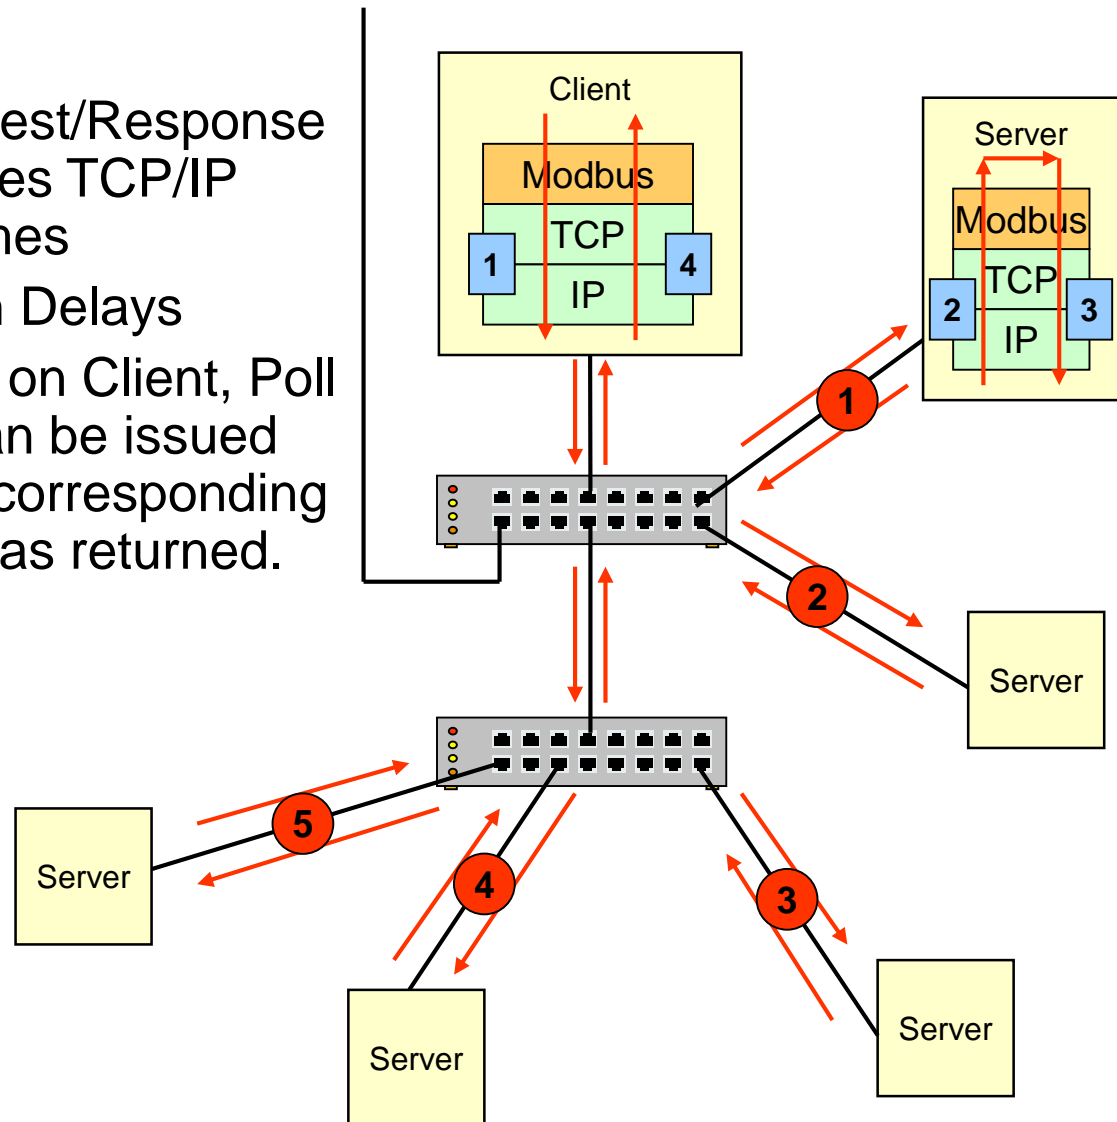 est/Response
es TCP/IP
nes
n Delays
on Client, Poll
an be issued
corresponding
as returned.
Client
Modbus
TCP
IP
1
4
Server
Modbus
TCP
IP
2
3
1
2
Server
5
4
3
Server
Server
Server